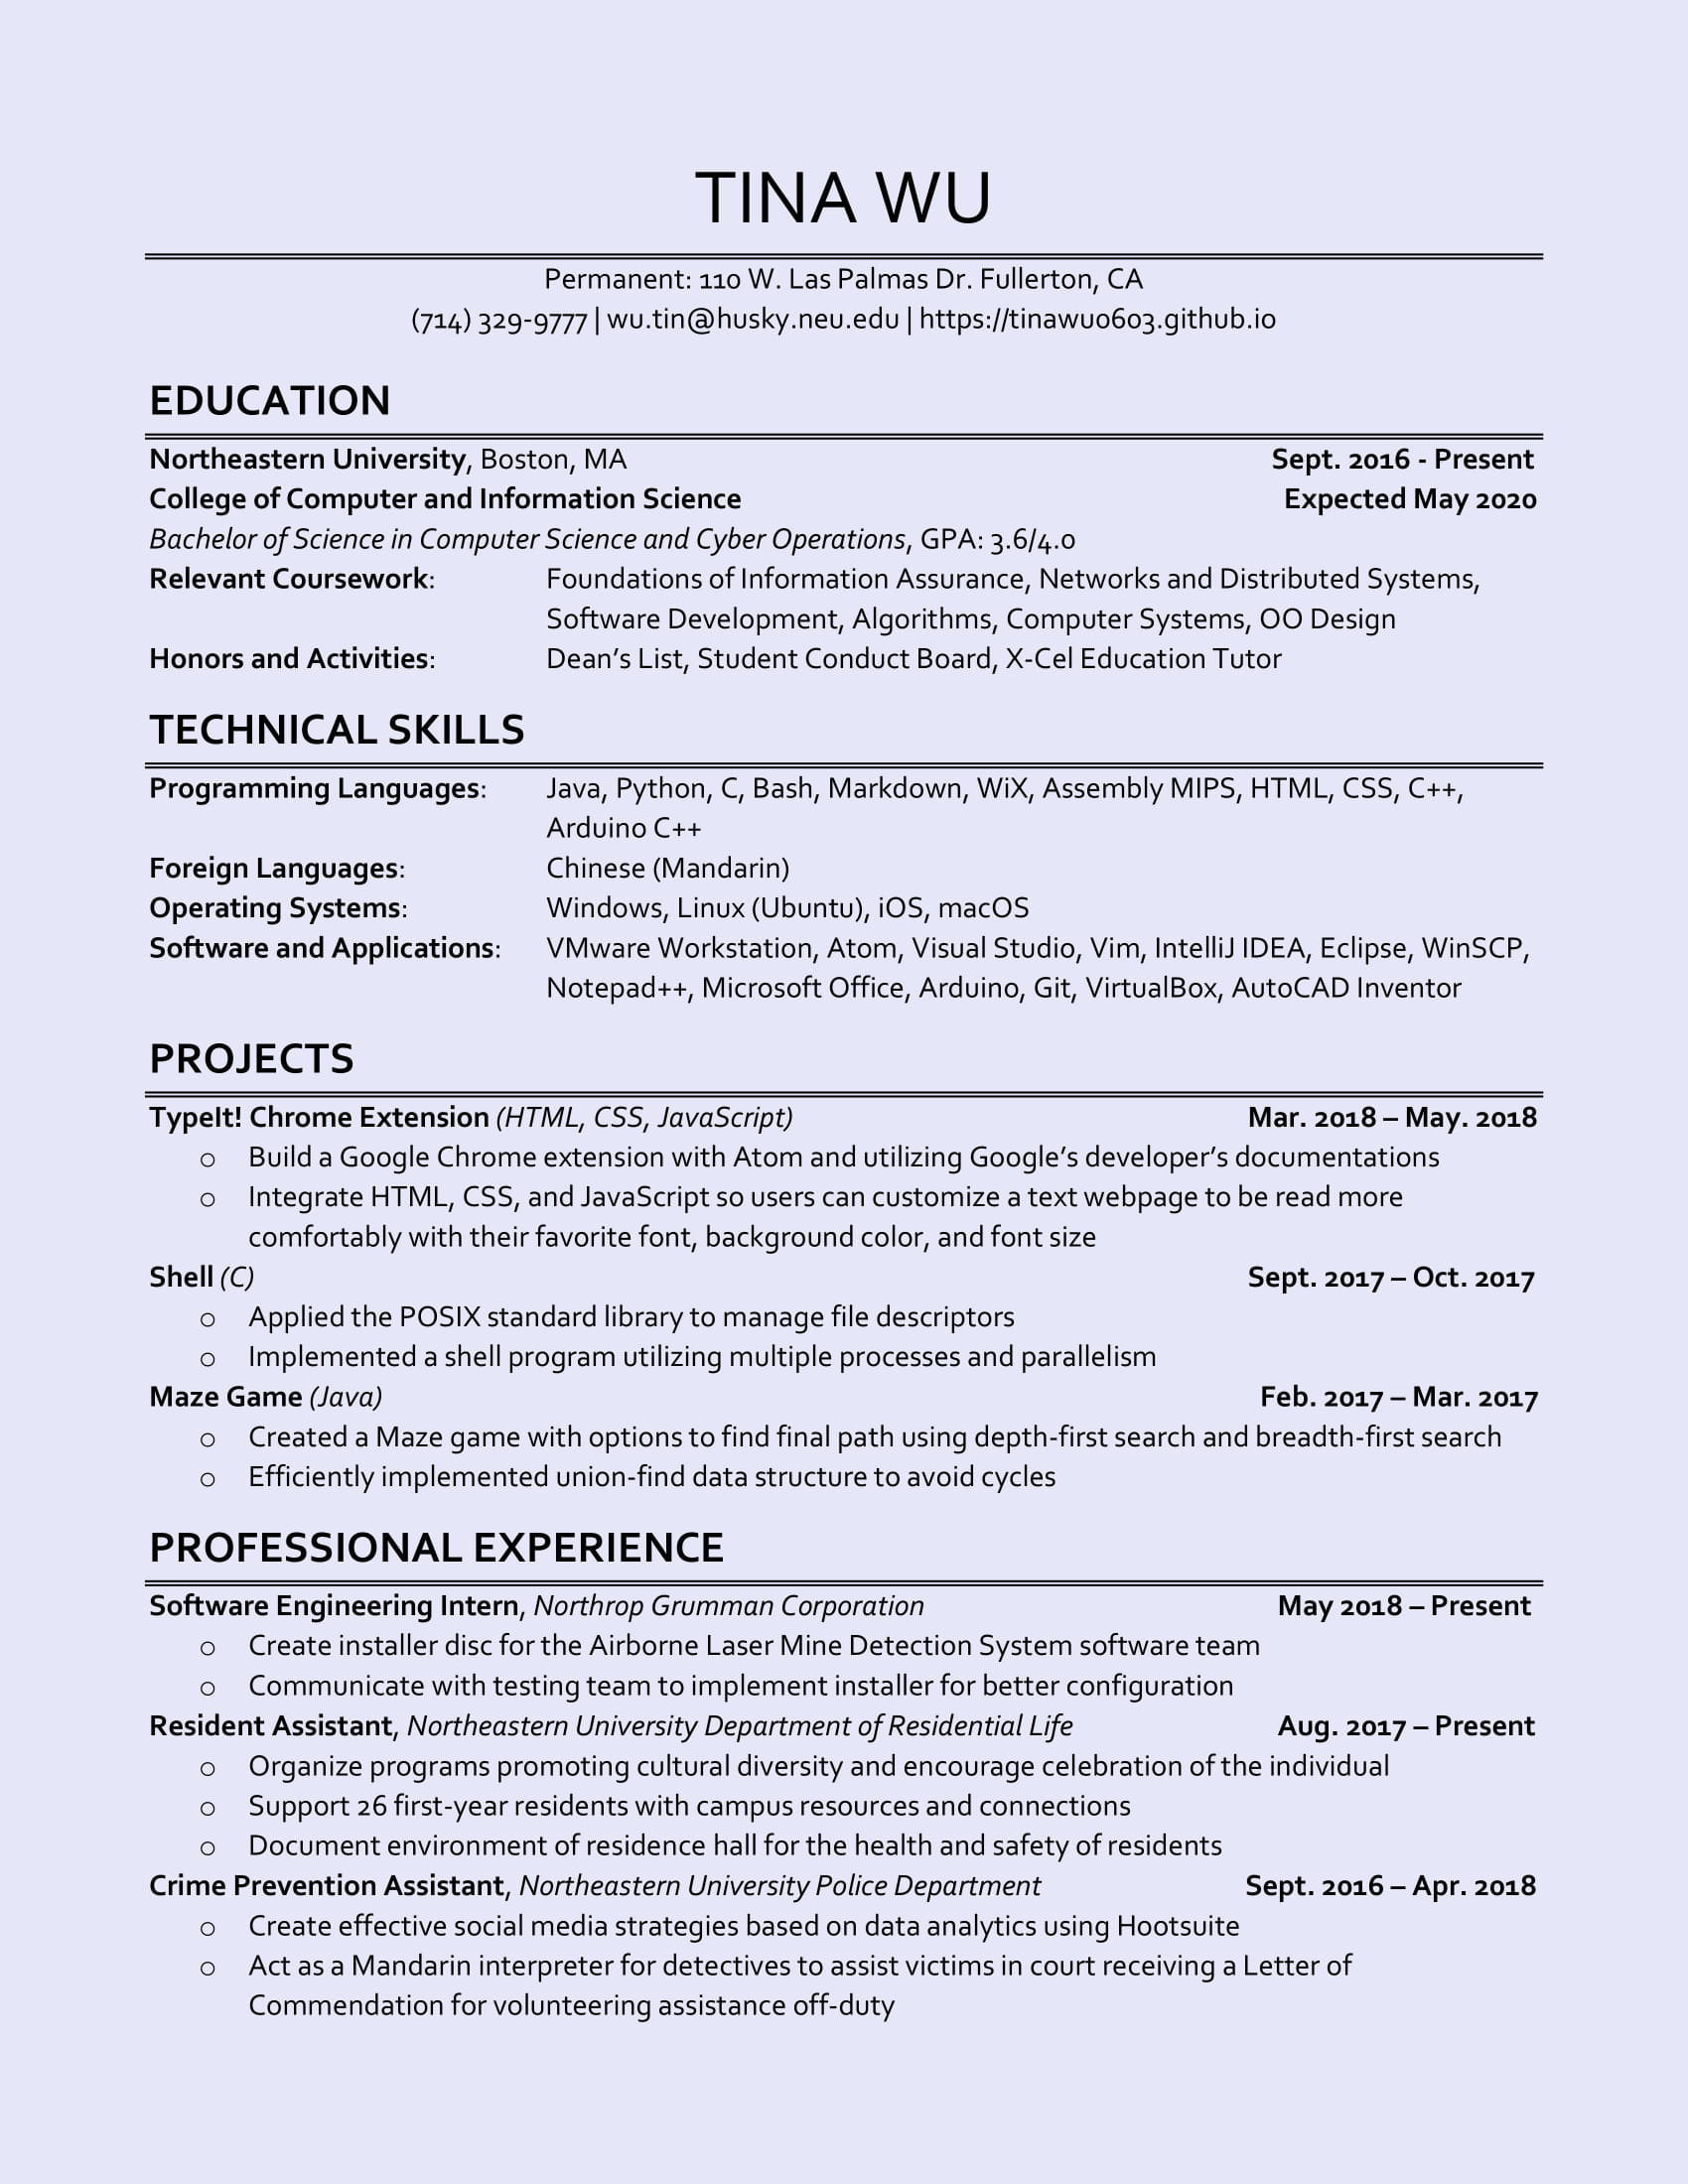 TINA WU
Permanent: 110 W. Las Palmas Dr. Fullerton, CA
(714) 329-9777 | wu.tin@husky.neu.edu | https://tinawu0603.github.io
EDUCATION
Northeastern University, Boston, MA Sept. 2016 - Present
College of Computer and Information Science Expected May 2020
Bachelor of Science in Computer Science and Cyber Operations, GPA: 3.6/4.0
Relevant Coursework: Foundations of Information Assurance, Networks and Distributed Systems,
Software Development, Algorithms, Computer Systems, OO Design
Honors and Activities: Dean’s List, Student Conduct Board, X-Cel Education Tutor
TECHNICAL SKILLS
Programming Languages: Java, Python, C, Bash, Markdown, WiX, Assembly MIPS, HTML, CSS, C++,
Arduino C++
Foreign Languages: Chinese (Mandarin)
Operating Systems: Windows, Linux (Ubuntu), iOS, macOS
Software and Applications: VMware Workstation, Atom, Visual Studio, Vim, IntelliJ IDEA, Eclipse, WinSCP,
Notepad++, Microsoft Office, Arduino, Git, VirtualBox, AutoCAD Inventor
PROJECTS
TypeIt! Chrome Extension (HTML, CSS, JavaScript) Mar. 2018 – May. 2018
o Build a Google Chrome extension with Atom and utilizing Google’s developer’s documentations
o Integrate HTML, CSS, and JavaScript so users can customize a text webpage to be read more
comfortably with their favorite font, background color, and font size
Shell (C) Sept. 2017 – Oct. 2017
o Applied the POSIX standard library to manage file descriptors
o Implemented a shell program utilizing multiple processes and parallelism
Maze Game (Java) Feb. 2017 – Mar. 2017
o Created a Maze game with options to find final path using depth-first search and breadth-first search
o Efficiently implemented union-find data structure to avoid cycles
PROFESSIONAL EXPERIENCE
Software Engineering Intern, Northrop Grumman Corporation May 2018 – Present
o Create installer disc for the Airborne Laser Mine Detection System software team
o Communicate with testing team to implement installer for better configuration
Resident Assistant, Northeastern University Department of Residential Life Aug. 2017 – Present
o Organize programs promoting cultural diversity and encourage celebration of the individual
o Support 26 first-year residents with campus resources and connections
o Document environment of residence hall for the health and safety of residents
Crime Prevention Assistant, Northeastern University Police Department Sept. 2016 – Apr. 2018
o Create effective social media strategies based on data analytics using Hootsuite
o Act as a Mandarin interpreter for detectives to assist victims in court receiving a Letter of
Commendation for volunteering assistance off-duty